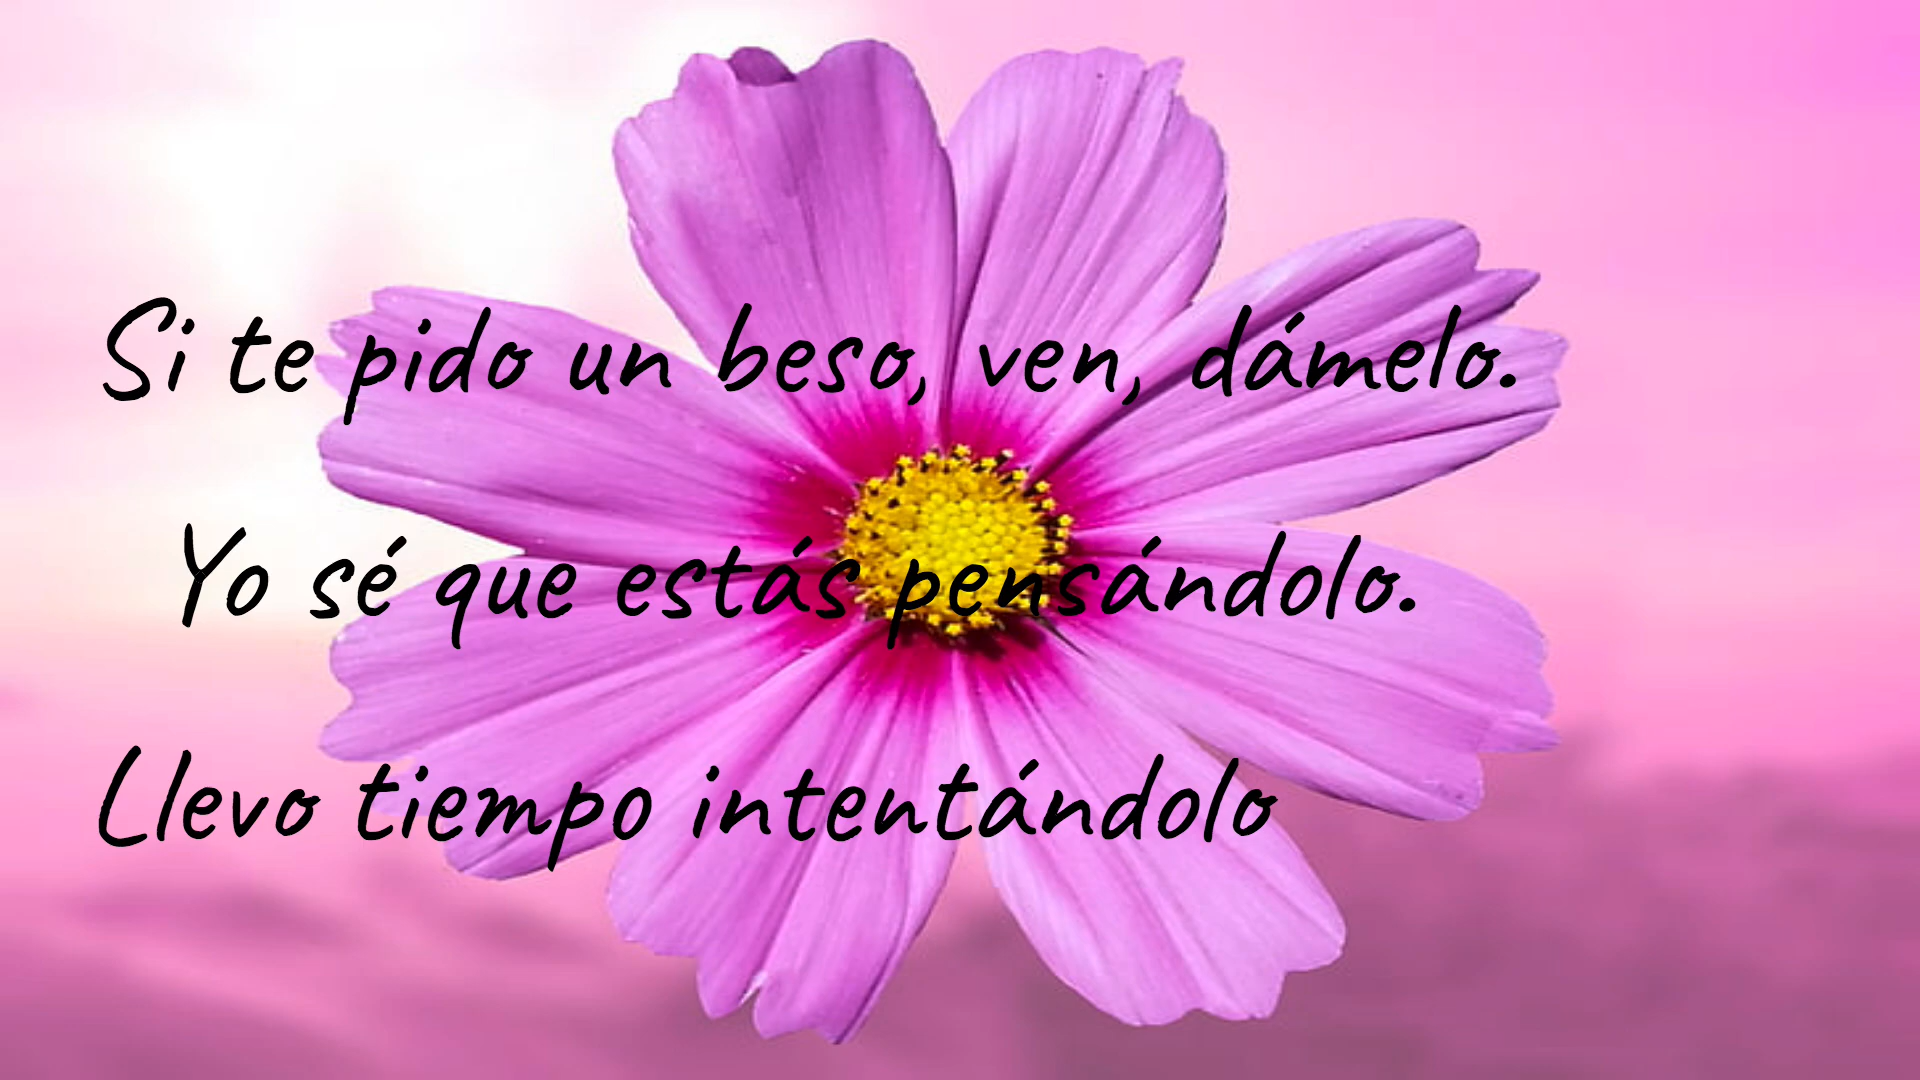 Si te pido un beso, ven, dámelo.
Yo sé que estás pensándolo.
Llevo tiempo intentándolo